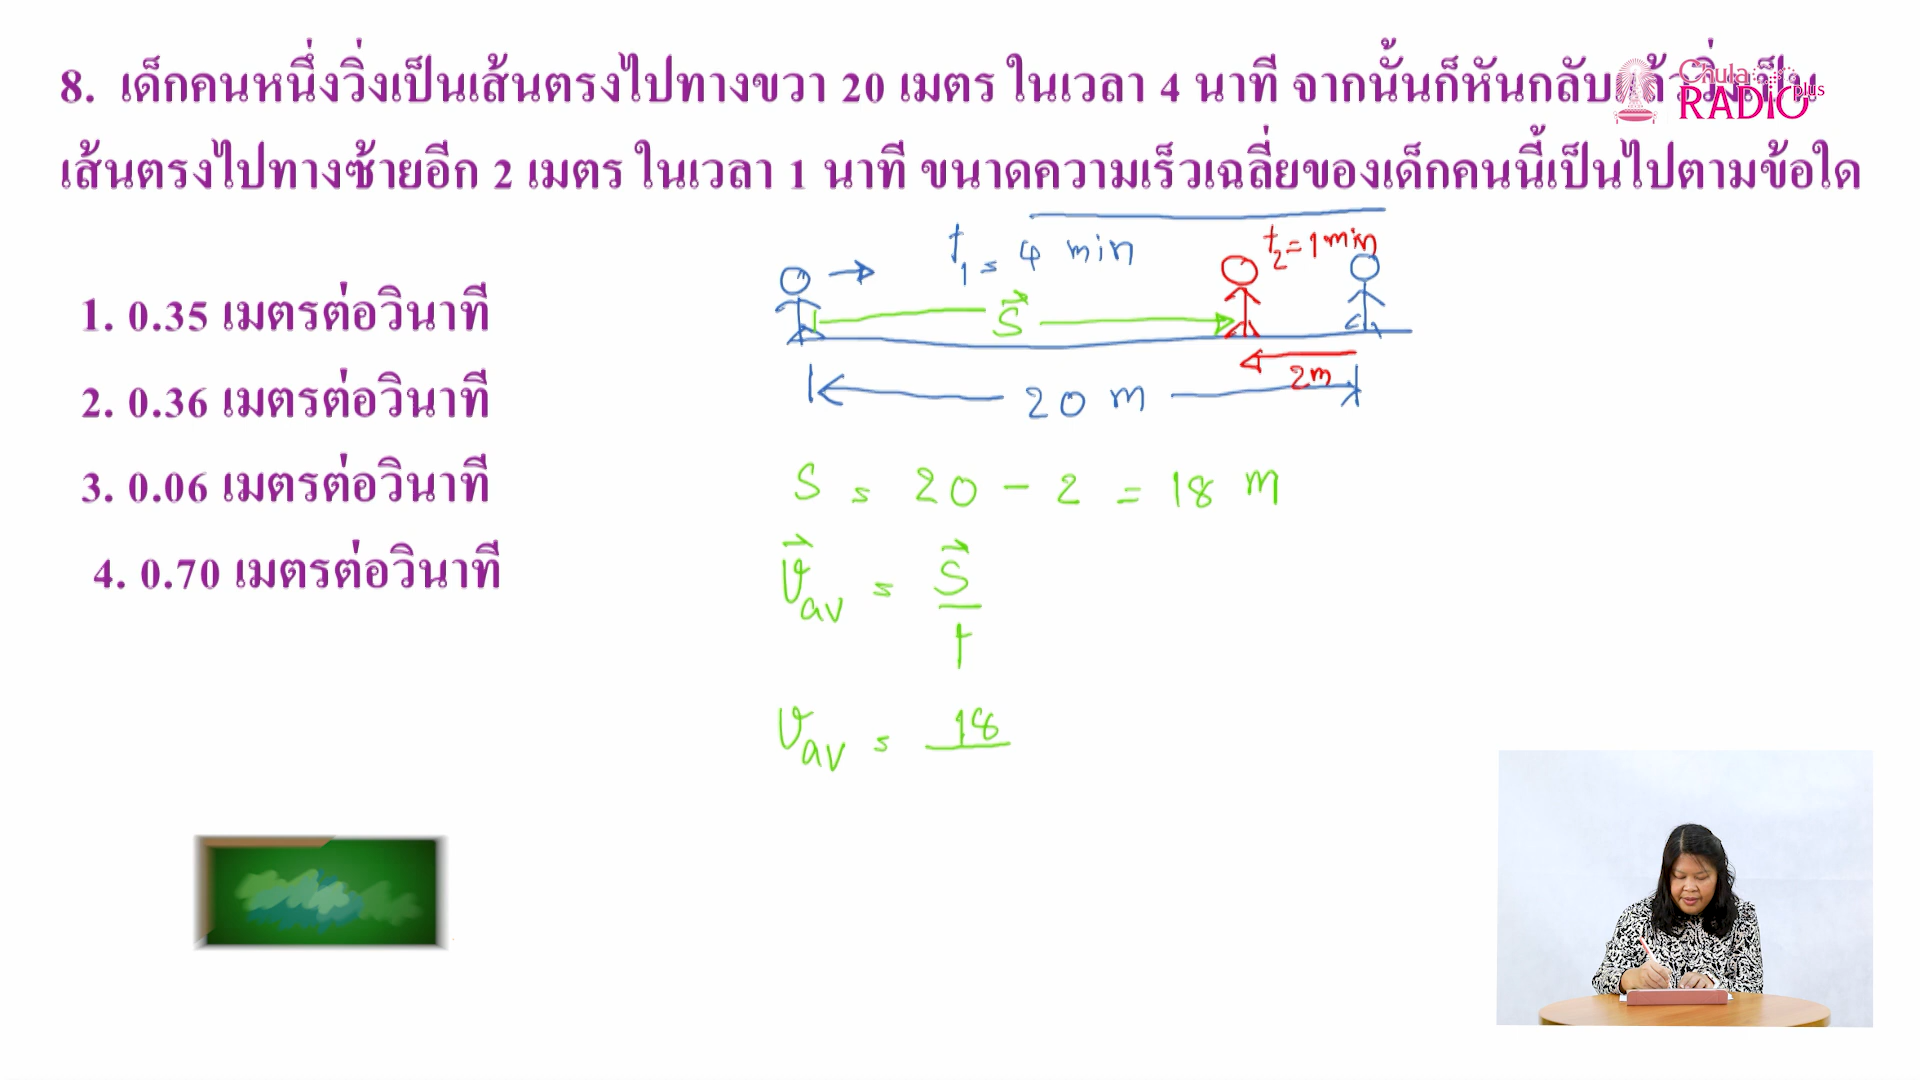 8. เด็กคนหนึ่งวิ่งเป็นเส้นตรงไปทางขวา 20 เมตร ในเวลา 4 นาที จากนั้นก็หันกลับ
เส้นตรงไปทางซ้ายอีก 2 เมตร ในเวลา 1 นาที ขนาดความเร็วเฉลี่ยของเด็กคนนี้เป็นไปตามข้อใด
Chula
RADIO plus
1. 0.35 เมตรต่อวินาที
2. 0.36 เมตรต่อวินาที
3. 0.06 เมตรต่อวินาที
4. 0.70 เมตรต่อวินาที
t1 = 4 min
t2 = 1 min
S
2m
20 m
S = 20 - 2 = 18 m
vav = S
t
vav = 18